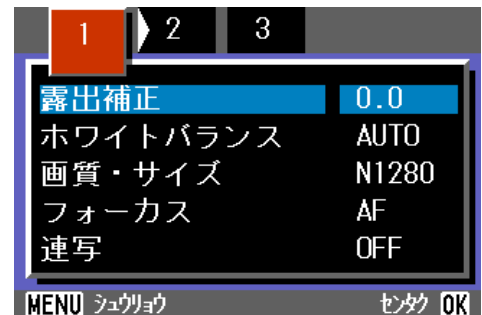 1 2 3
露出補正 0.0
ホワイトバランス AUTO
画質・サイズ N1280
フォーカス AF
連写 OFF
MENU シュウリョウ センタク OK